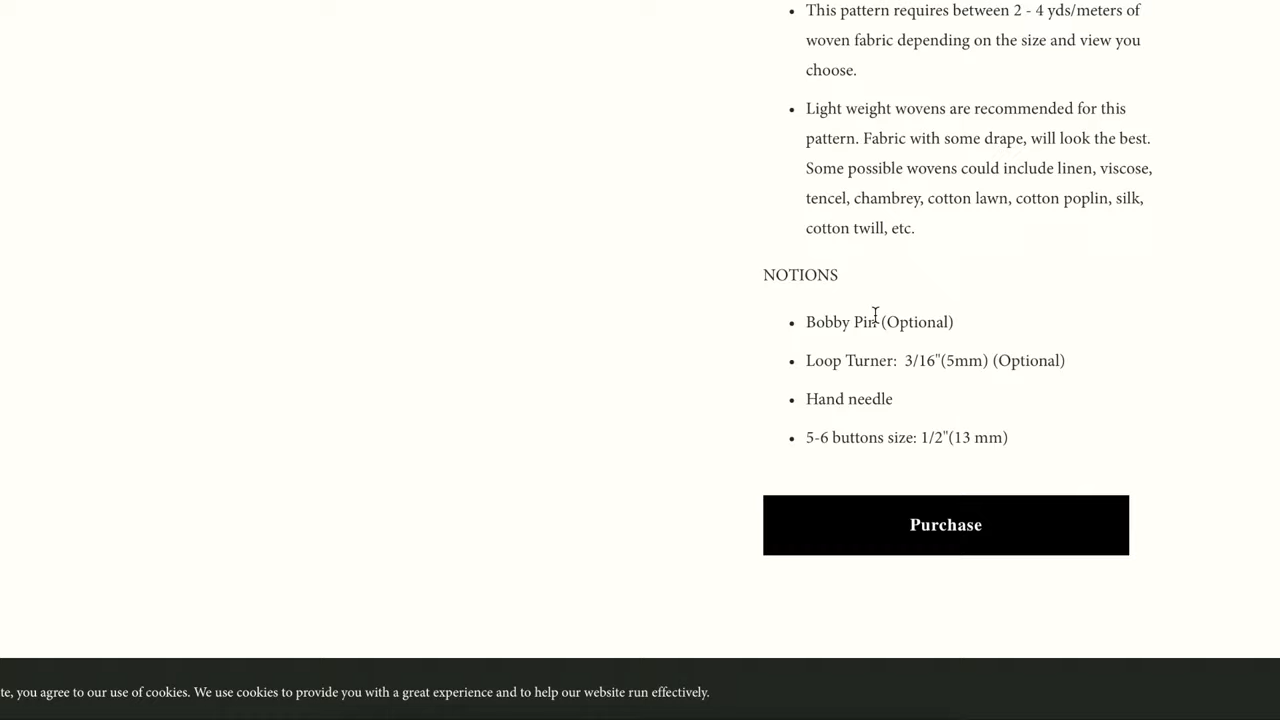 This pattern requires between 2 - 4 yds/meters of
woven fabric depending on the size and view you
choose.
Light weight wovens are recommended for this
pattern. Fabric with some drape, will look the best.
Some possible wovens could include linen, viscose,
tencel, chambrey, cotton lawn, cotton poplin, silk,
cotton twill, etc.
NOTIONS
Bobby Pin (Optional)
Loop Turner:  3/16"(5mm) (Optional)
Hand needle
5-6 buttons size: 1/2"(13 mm)
Purchase
te, you agree to our use of cookies. We use cookies to provide you with a great experience and to help our website run effectively.